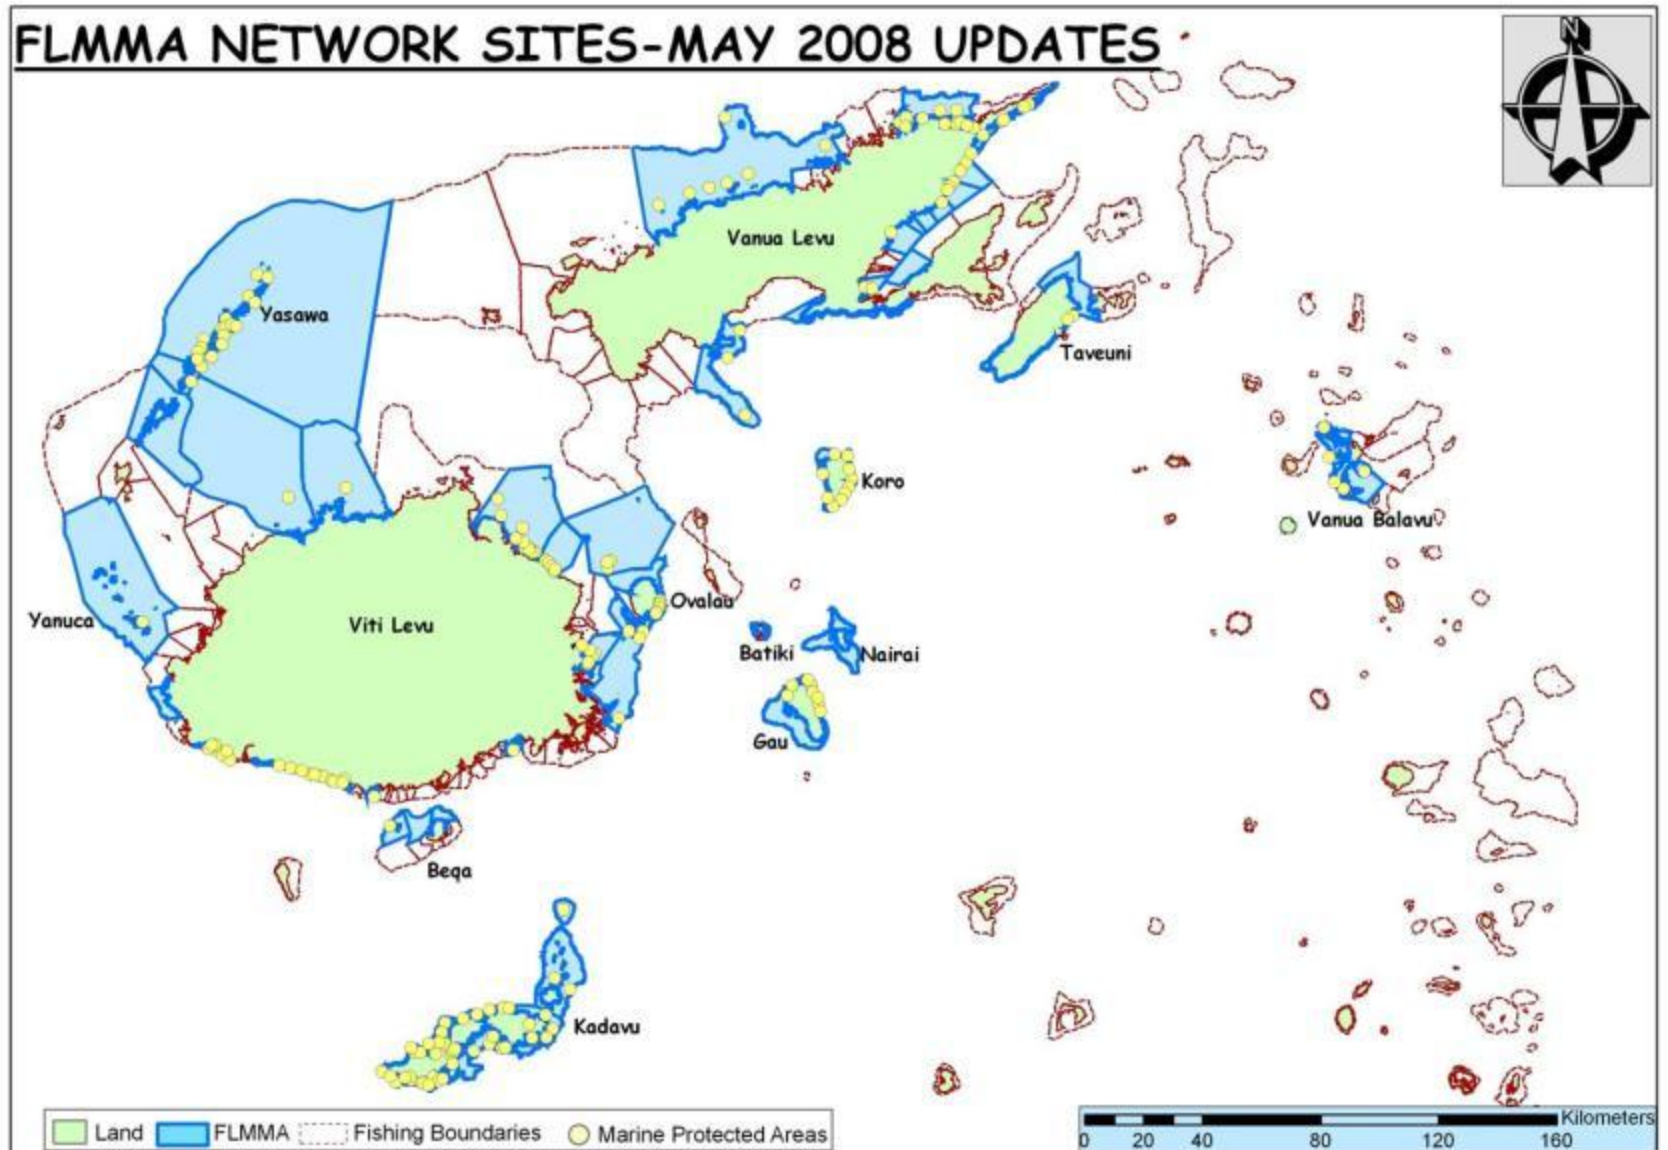 FLMMA NETWORK SITES-MAY 2008 UPDATES
N
Vanua Levu
Yasawa
Taveuni
Koro
Vanua Balavu
Ovalau
Yanuca
Viti Levu
Batiki
Nairai
Gau
Beqa
Kadavu
Land FLMMA Fishing Boundaries Marine Protected Areas
Kilometers
0 20 40 80 120 160